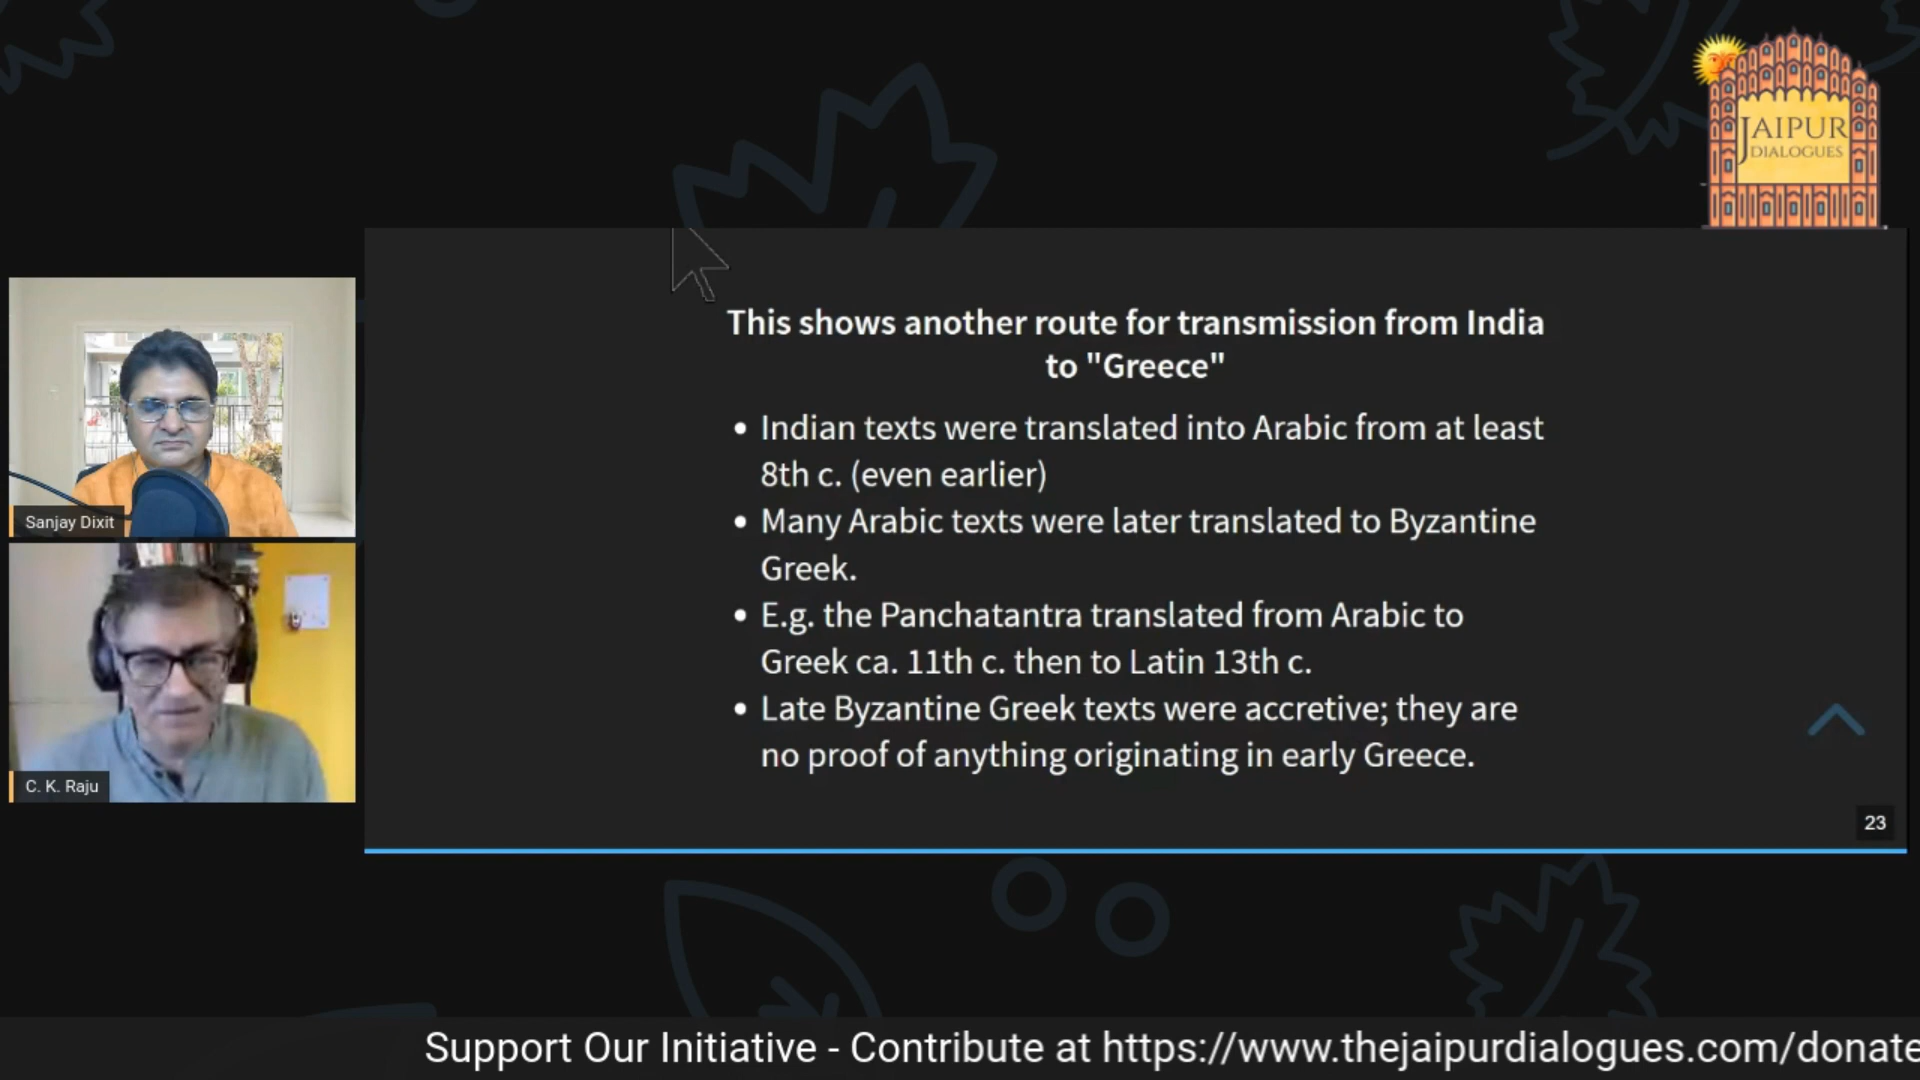 JAIPUR
DIALOGUES
This shows another route for transmission from India
to "Greece"
• Indian texts were translated into Arabic from at least
8th c. (even earlier)
• Many Arabic texts were later translated to Byzantine
Greek.
• E.g. the Panchatantra translated from Arabic to
Greek ca. 11th c. then to Latin 13th c.
• Late Byzantine Greek texts were accretive; they are
no proof of anything originating in early Greece.
23
Sanjay Dixit
C. K. Raju
Support Our Initiative - Contribute at https://www.thejaipurdialogues.com/donate